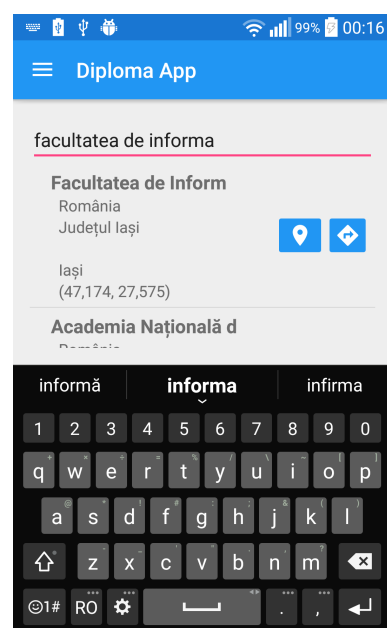 99% 00:16
Diploma App
facultatea de informa
Facultatea de Inform
România
Județul Iași
Iași
(47,174, 27,575)
Academia Națională d
România
informă informa infirma
1 2 3 4 5 6 7 8 9 0
q w e r t y u i o p
a s d f g h j k l
z x c v b n m
☺1# RO . ,